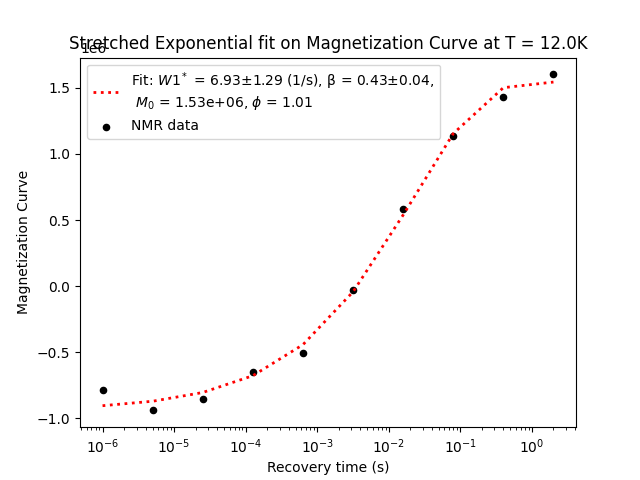 Stretched Exponential fit on Magnetization Curve at T = 12.0K
1e6
Fit: W1* = 6.93±1.29 (1/s), β = 0.43±0.04,
M₀ = 1.53e+06, ϕ = 1.01
NMR data
1.5
1.0
0.5
0.0
−0.5
−1.0
Magnetization Curve
10⁻⁶ 10⁻⁵ 10⁻⁴ 10⁻³ 10⁻² 10⁻¹ 10⁰
Recovery time (s)